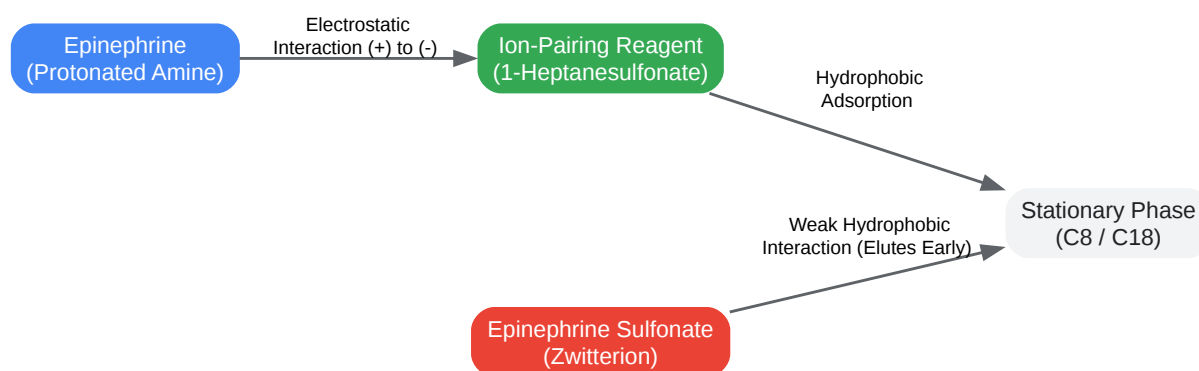 Electrostatic
Interaction (+) to (-)
Epinephrine
(Protonated Amine)
Ion-Pairing Reagent
(1-Heptanesulfonate)
Hydrophobic
Adsorption
Stationary Phase
(C8 / C18)
Weak Hydrophobic
Interaction (Elutes Early)
Epinephrine Sulfonate
(Zwitterion)